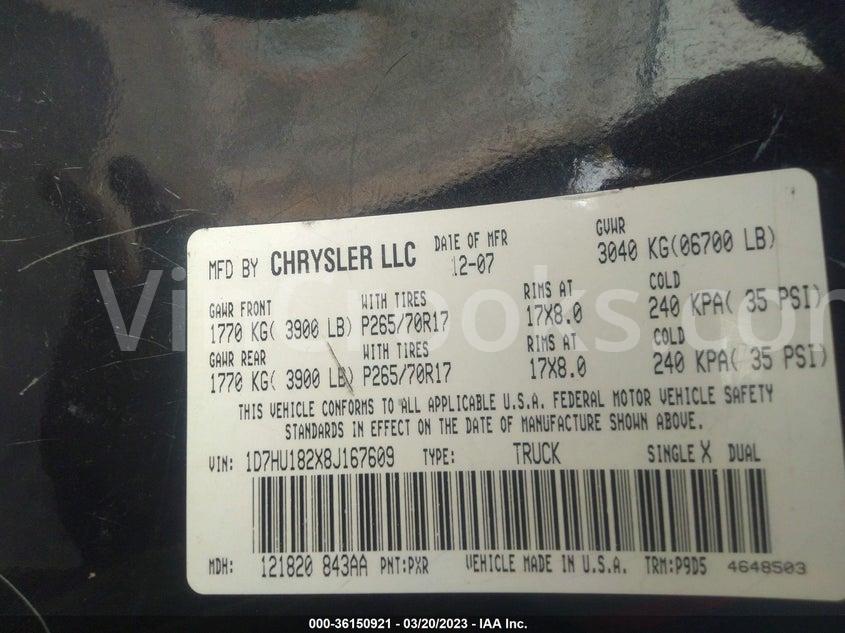 MFD BY CHRYSLER LLC DATE OF MFR 12-07 GVWR 3040 KG(06700 LB)
GAWR FRONT WITH TIRES RIMS AT COLD
1770 KG( 3900 LB) P265/70R17 17X8.0 240 KPA( 35 PSI)
GAWR REAR WITH TIRES RIMS AT COLD
1770 KG( 3900 LB) P265/70R17 17X8.0 240 KPA( 35 PSI)
THIS VEHICLE CONFORMS TO ALL APPLICABLE U.S.A. FEDERAL MOTOR VEHICLE SAFETY
STANDARDS IN EFFECT ON THE DATE OF MANUFACTURE SHOWN ABOVE.
VIN: 1D7HU182X8J167609 TYPE: TRUCK SINGLE X DUAL
MDH: 121820 843AA PNT:PXR VEHICLE MADE IN U.S.A. TRM:P9D5 4648503
000-36150921 - 03/20/2023 - IAA Inc.